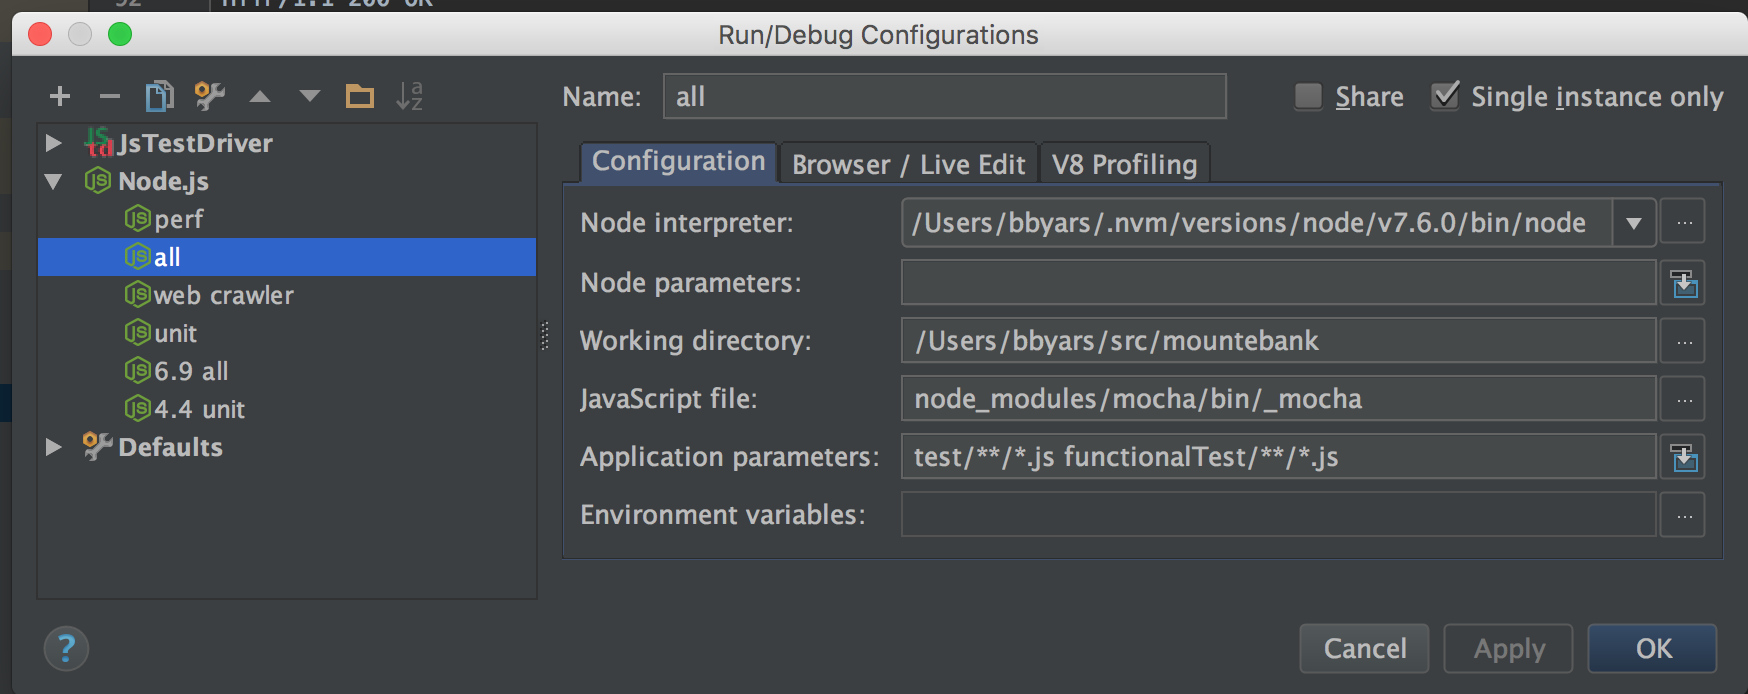 Run/Debug Configurations
Name: all Share Single instance only
JsTestDriver
Node.js
perf
all
web crawler
unit
6.9 all
4.4 unit
Defaults
Configuration Browser / Live Edit V8 Profiling
Node interpreter: /Users/bbyars/.nvm/versions/node/v7.6.0/bin/node
Node parameters:
Working directory: /Users/bbyars/src/mountebank
JavaScript file: node_modules/mocha/bin/_mocha
Application parameters: test/**/*.js functionalTest/**/*.js
Environment variables:
? Cancel Apply OK